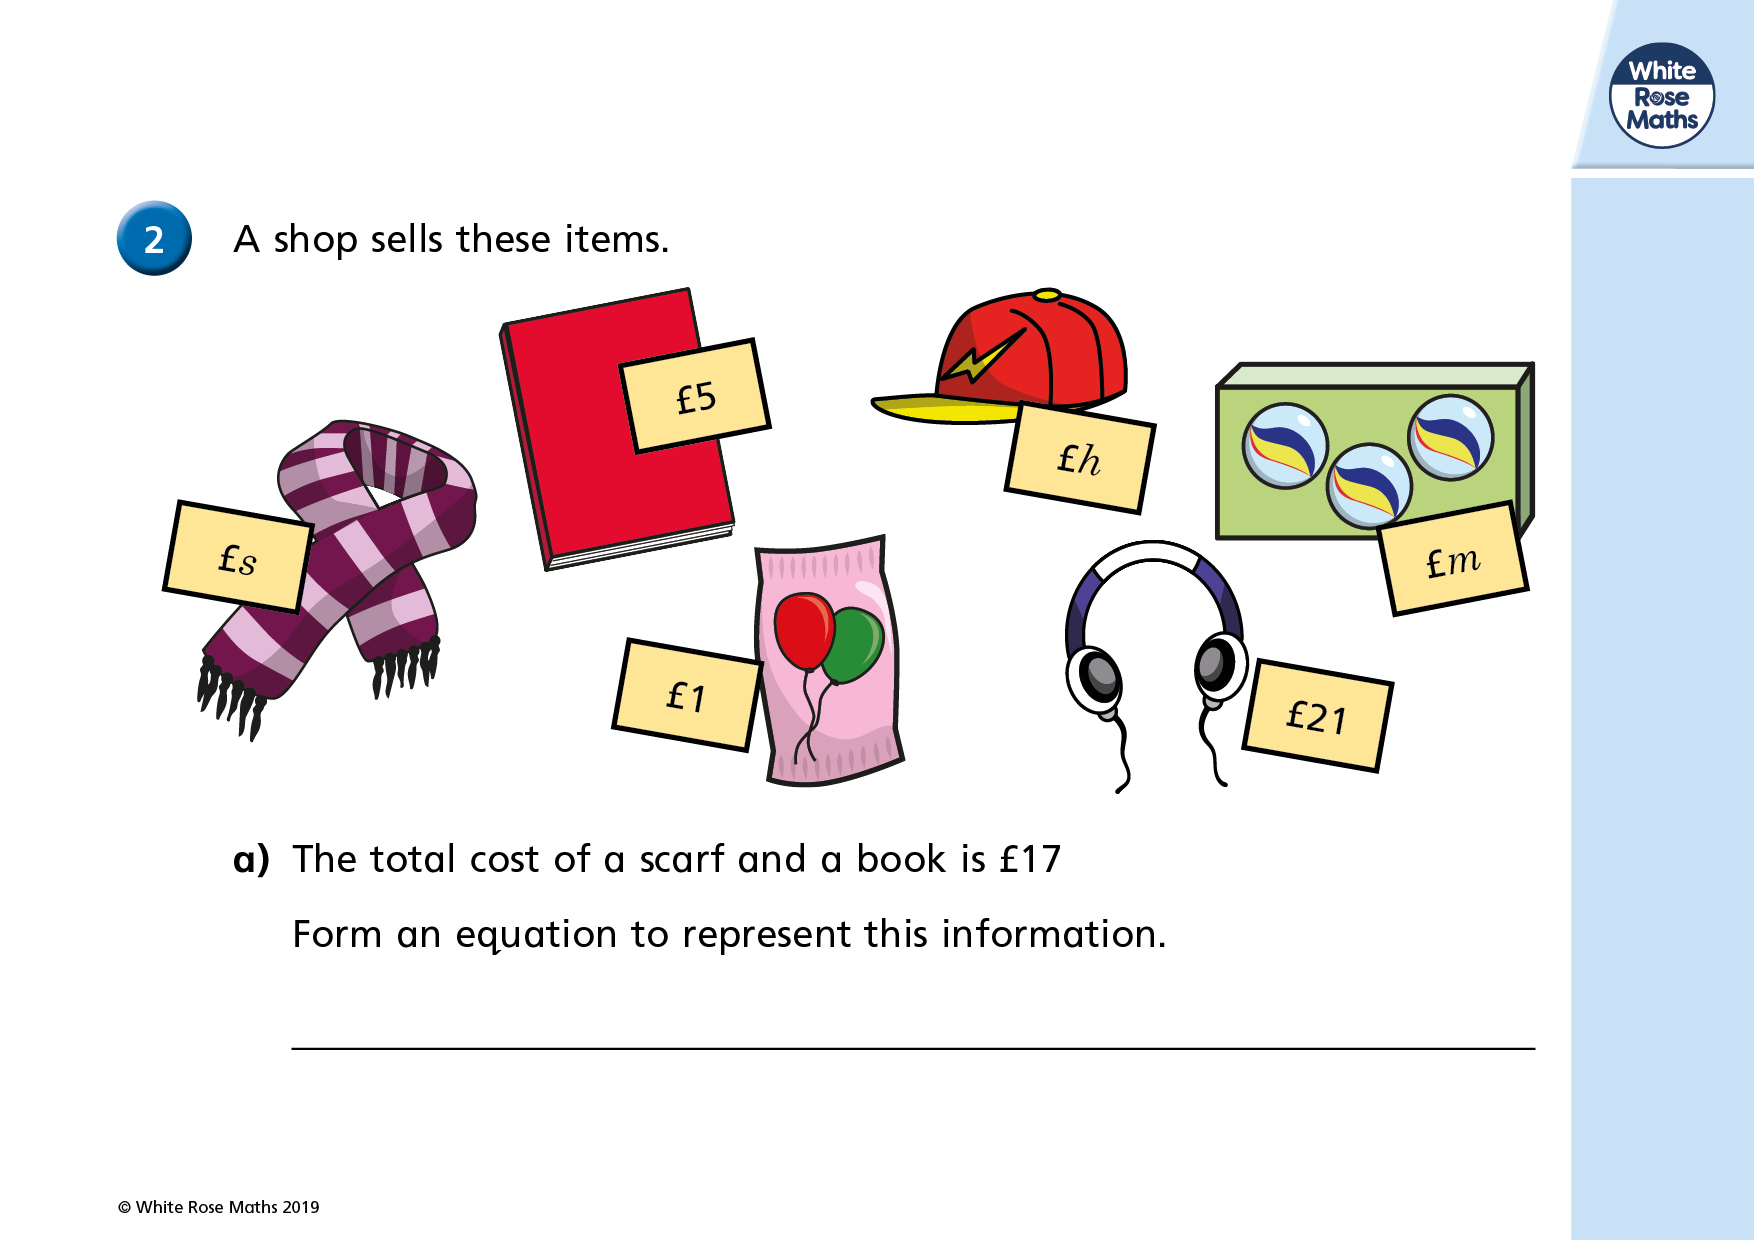 White
Rose
Maths
2 A shop sells these items.
£5
£h
£s
£m
£1
£21
a) The total cost of a scarf and a book is £17
Form an equation to represent this information.
© White Rose Maths 2019